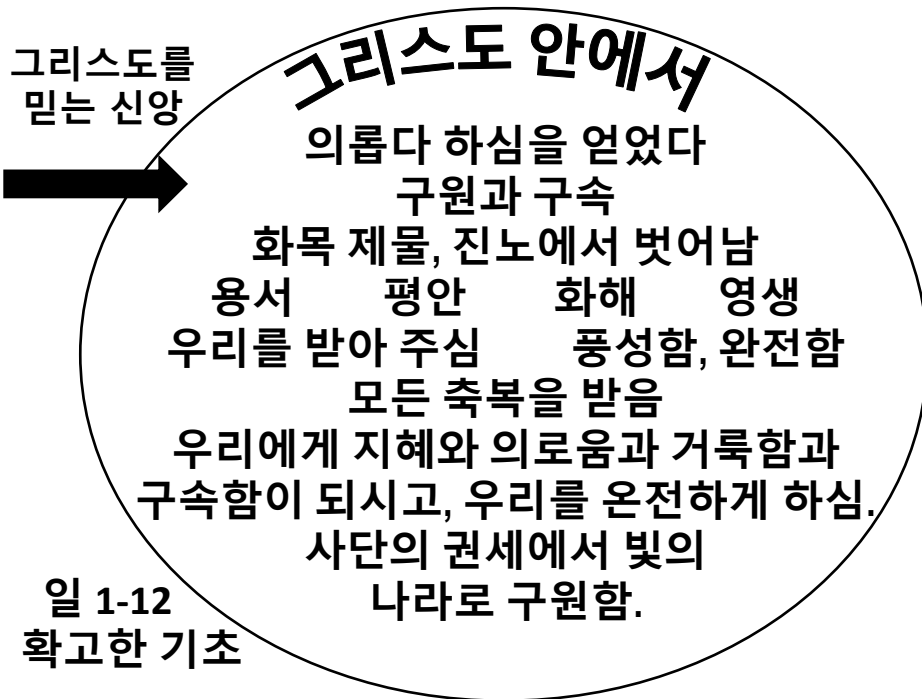 그리스도를
믿는 신앙
그리스도 안에서
의롭다 하심을 얻었다
구원과 구속
화목 제물, 진노에서 벗어남
용서 평안 화해 영생
우리를 받아 주심 풍성함, 완전함
모든 축복을 받음
우리에게 지혜와 의로움과 거룩함과
구속함이 되시고, 우리를 온전하게 하심.
사단의 권세에서 빛의
나라로 구원함.
일 1-12
확고한 기초